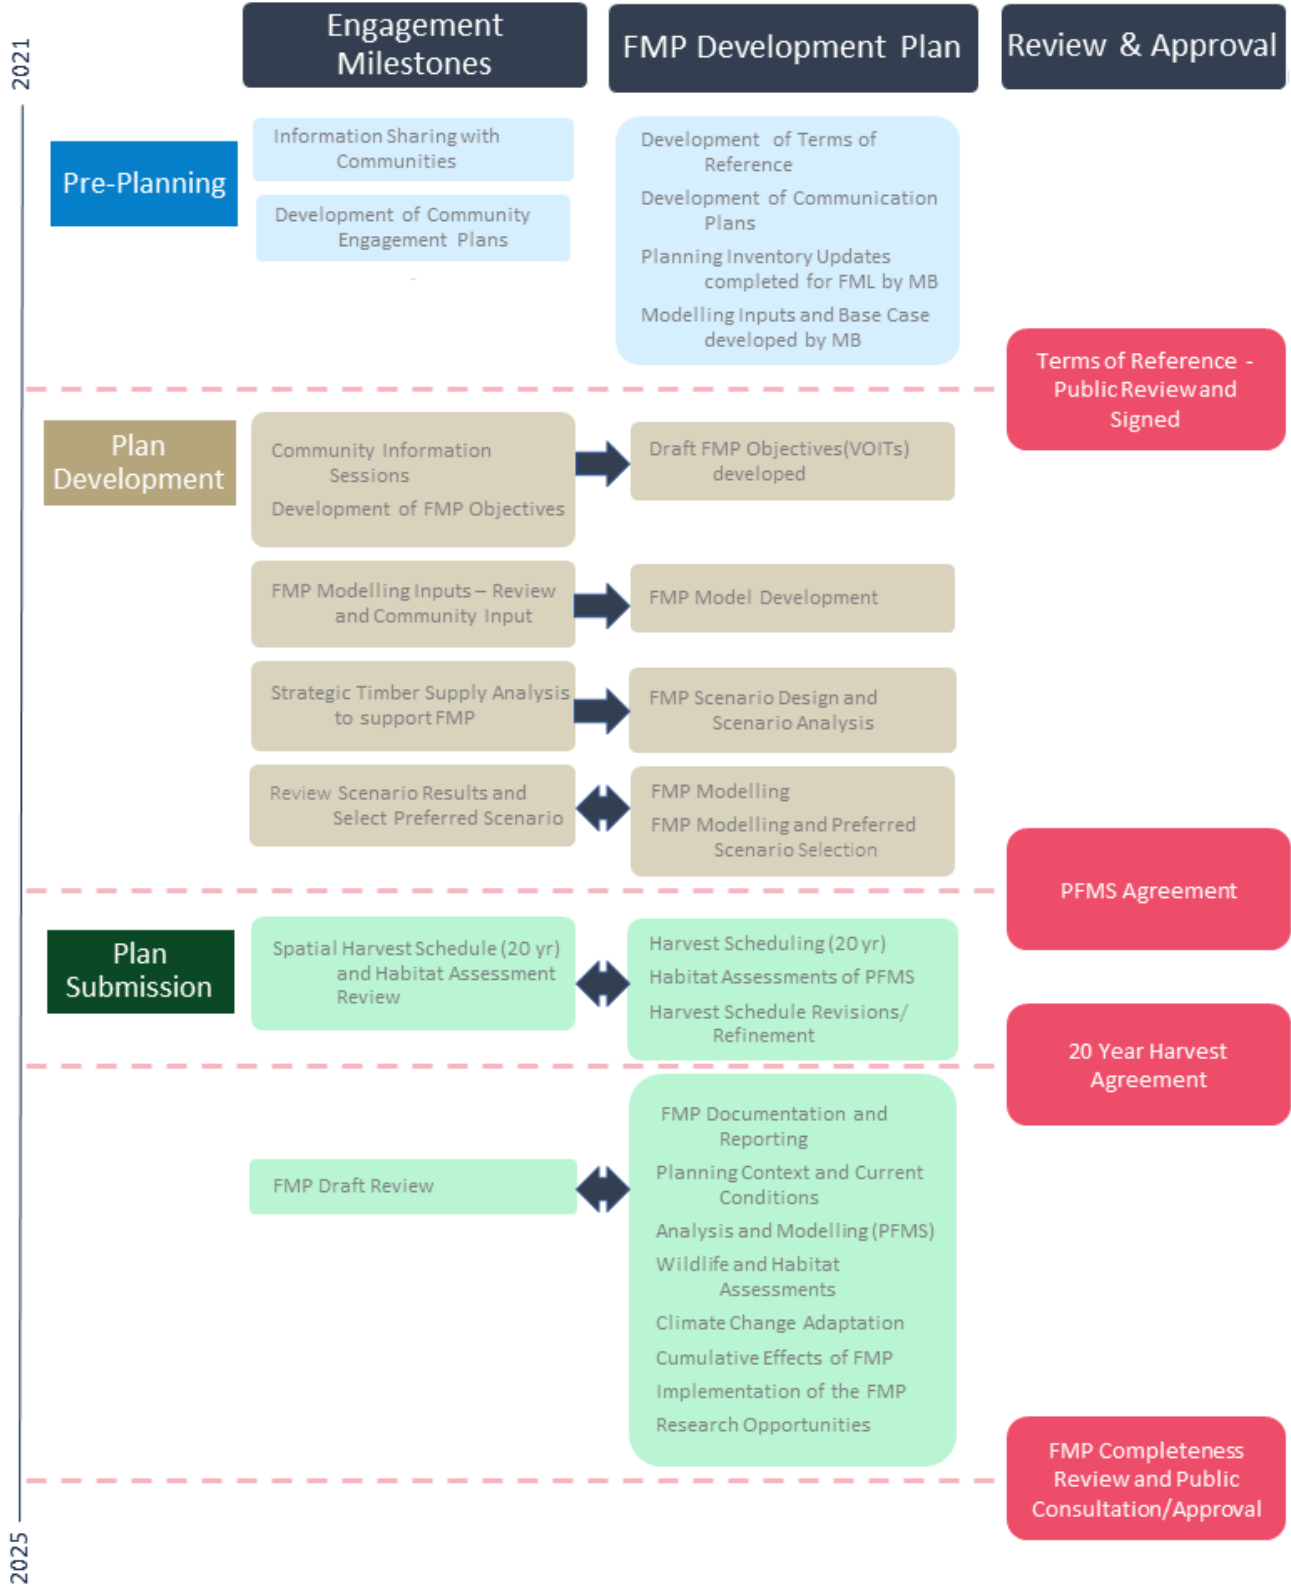 2021
Engagement
Milestones
FMP Development Plan
Review & Approval
Pre-Planning
Information Sharing with
Communities
Development of Community
Engagement Plans
-
Development of Terms of
Reference
Development of Communication
Plans
Planning Inventory Updates
completed for FML by MB
Modelling Inputs and Base Case
developed by MB
Terms of Reference -
Public Review and
Signed
Plan
Development
Community Information
Sessions
Development of FMP Objectives
Draft FMP Objectives(VOITs)
developed
FMP Modelling Inputs – Review
and Community Input
FMP Model Development
Strategic Timber Supply Analysis
to support FMP
FMP Scenario Design and
Scenario Analysis
Review Scenario Results and
Select Preferred Scenario
FMP Modelling
FMP Modelling and Preferred
Scenario Selection
PFMS Agreement
Plan
Submission
Spatial Harvest Schedule (20 yr)
and Habitat Assessment
Review
Harvest Scheduling (20 yr)
Habitat Assessments of PFMS
Harvest Schedule Revisions/
Refinement
20 Year Harvest
Agreement
FMP Draft Review
FMP Documentation and
Reporting
Planning Context and Current
Conditions
Analysis and Modelling (PFMS)
Wildlife and Habitat
Assessments
Climate Change Adaptation
Cumulative Effects of FMP
Implementation of the FMP
Research Opportunities
FMP Completeness
Review and Public
Consultation/Approval
2025